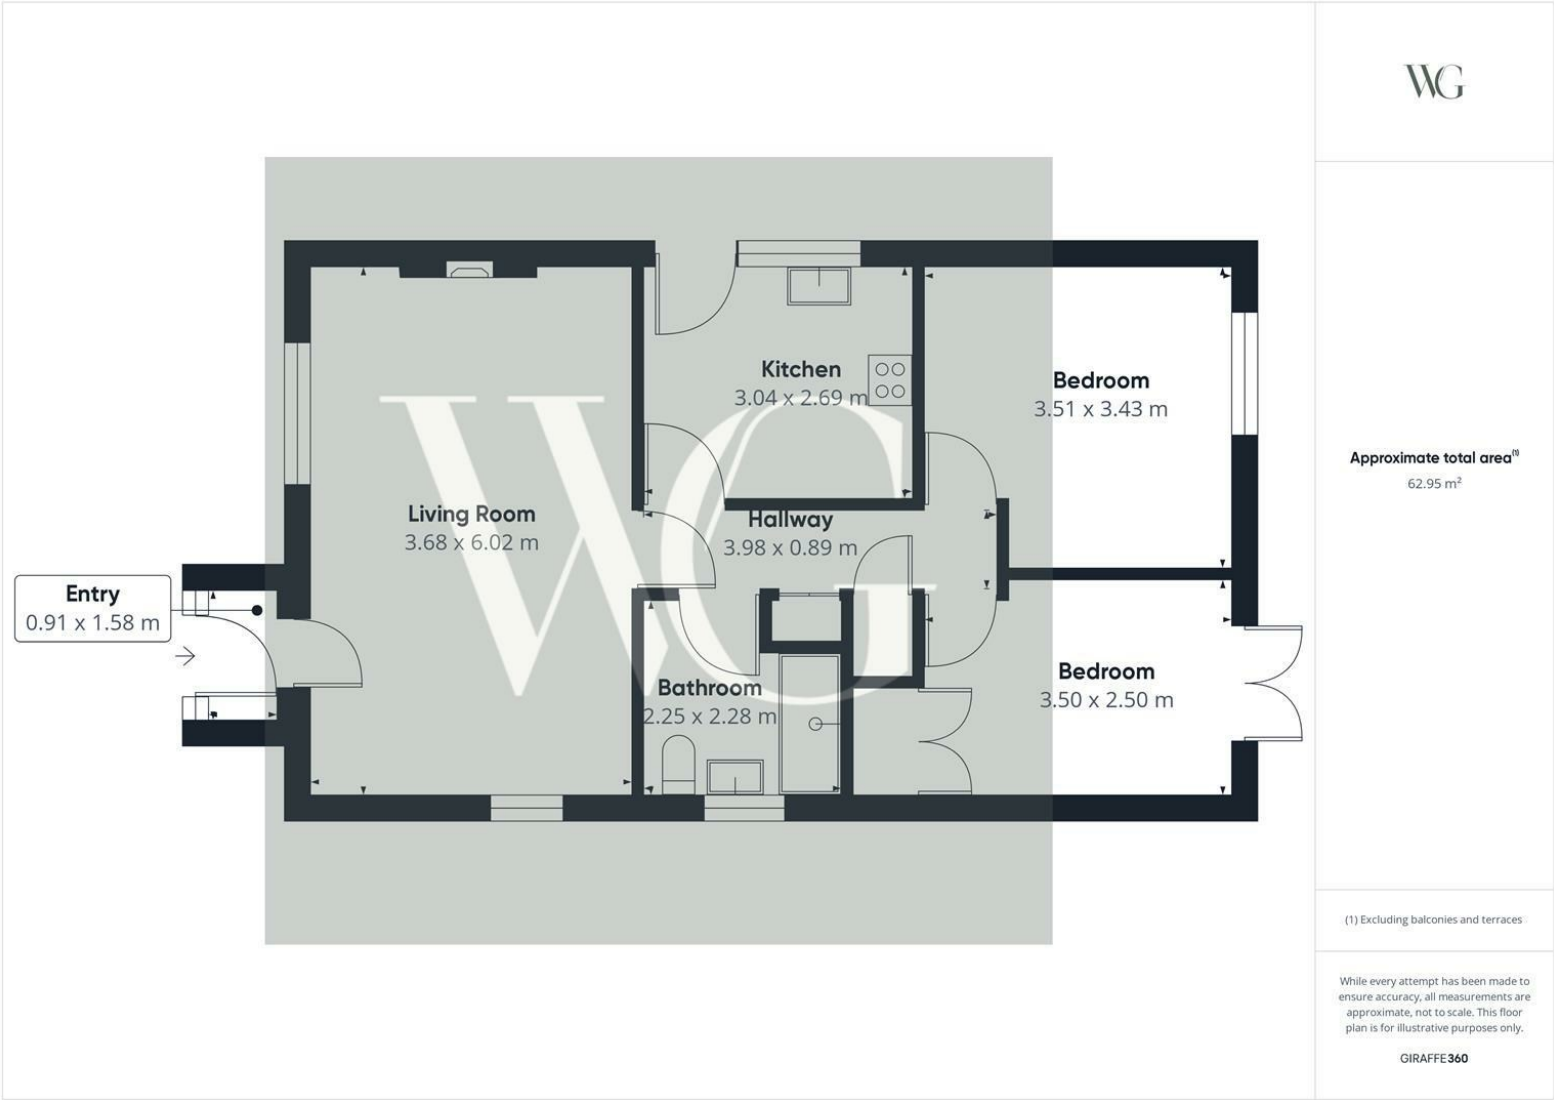 WG
Kitchen
3.04 x 2.69 m
Bedroom
3.51 x 3.43 m
Living Room
3.68 x 6.02 m
Hallway
3.98 x 0.89 m
Entry
0.91 x 1.58 m
Bathroom
2.25 x 2.28 m
Bedroom
3.50 x 2.50 m
WG
Approximate total area(1)
62.95 m²
(1) Excluding balconies and terraces
While every attempt has been made to
ensure accuracy, all measurements are
approximate, not to scale. This floor
plan is for illustrative purposes only.
GIRAFFE360